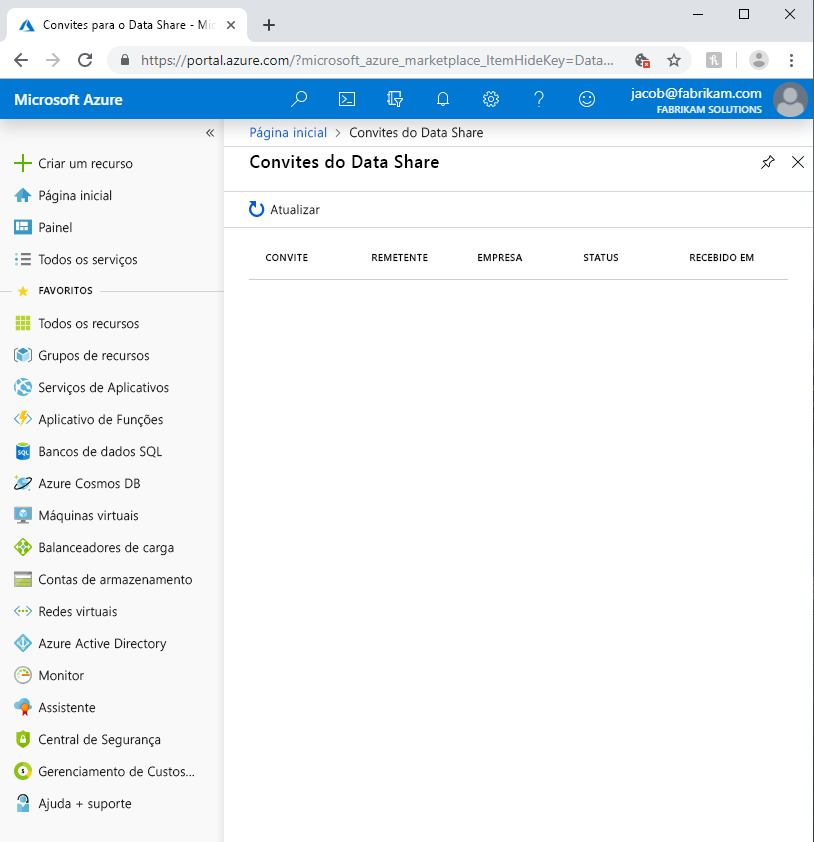 Convites para o Data Share - Mic
https://portal.azure.com/?microsoft_azure_marketplace_ItemHideKey=Data...
Microsoft Azure
jacob@fabrikam.com
FABRIKAM SOLUTIONS
Página inicial > Convites do Data Share
Convites do Data Share
Atualizar
CONVITE REMETENTE EMPRESA STATUS RECEBIDO EM
Criar um recurso
Página inicial
Painel
Todos os serviços
FAVORITOS
Todos os recursos
Grupos de recursos
Serviços de Aplicativos
Aplicativo de Funções
Bancos de dados SQL
Azure Cosmos DB
Máquinas virtuais
Balanceadores de carga
Contas de armazenamento
Redes virtuais
Azure Active Directory
Monitor
Assistente
Central de Segurança
Gerenciamento de Custos...
Ajuda + suporte